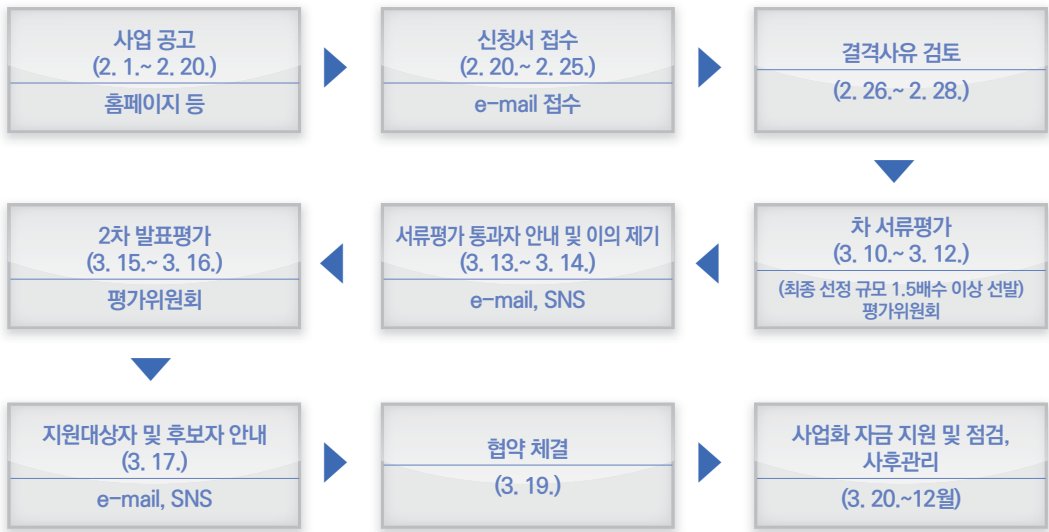 사업 공고
(2. 1.~ 2. 20.)
홈페이지 등
신청서 접수
(2. 20.~ 2. 25.)
e-mail 접수
결격사유 검토
(2. 26.~ 2. 28.)
차 서류평가
(3. 10.~ 3. 12.)
(최종 선정 규모 1.5배수 이상 선발)
평가위원회
서류평가 통과자 안내 및 이의 제기
(3. 13.~ 3. 14.)
e-mail, SNS
2차 발표평가
(3. 15.~ 3. 16.)
평가위원회
지원대상자 및 후보자 안내
(3. 17.)
e-mail, SNS
협약 체결
(3. 19.)
사업화 자금 지원 및 점검,
사후관리
(3. 20.~12월)